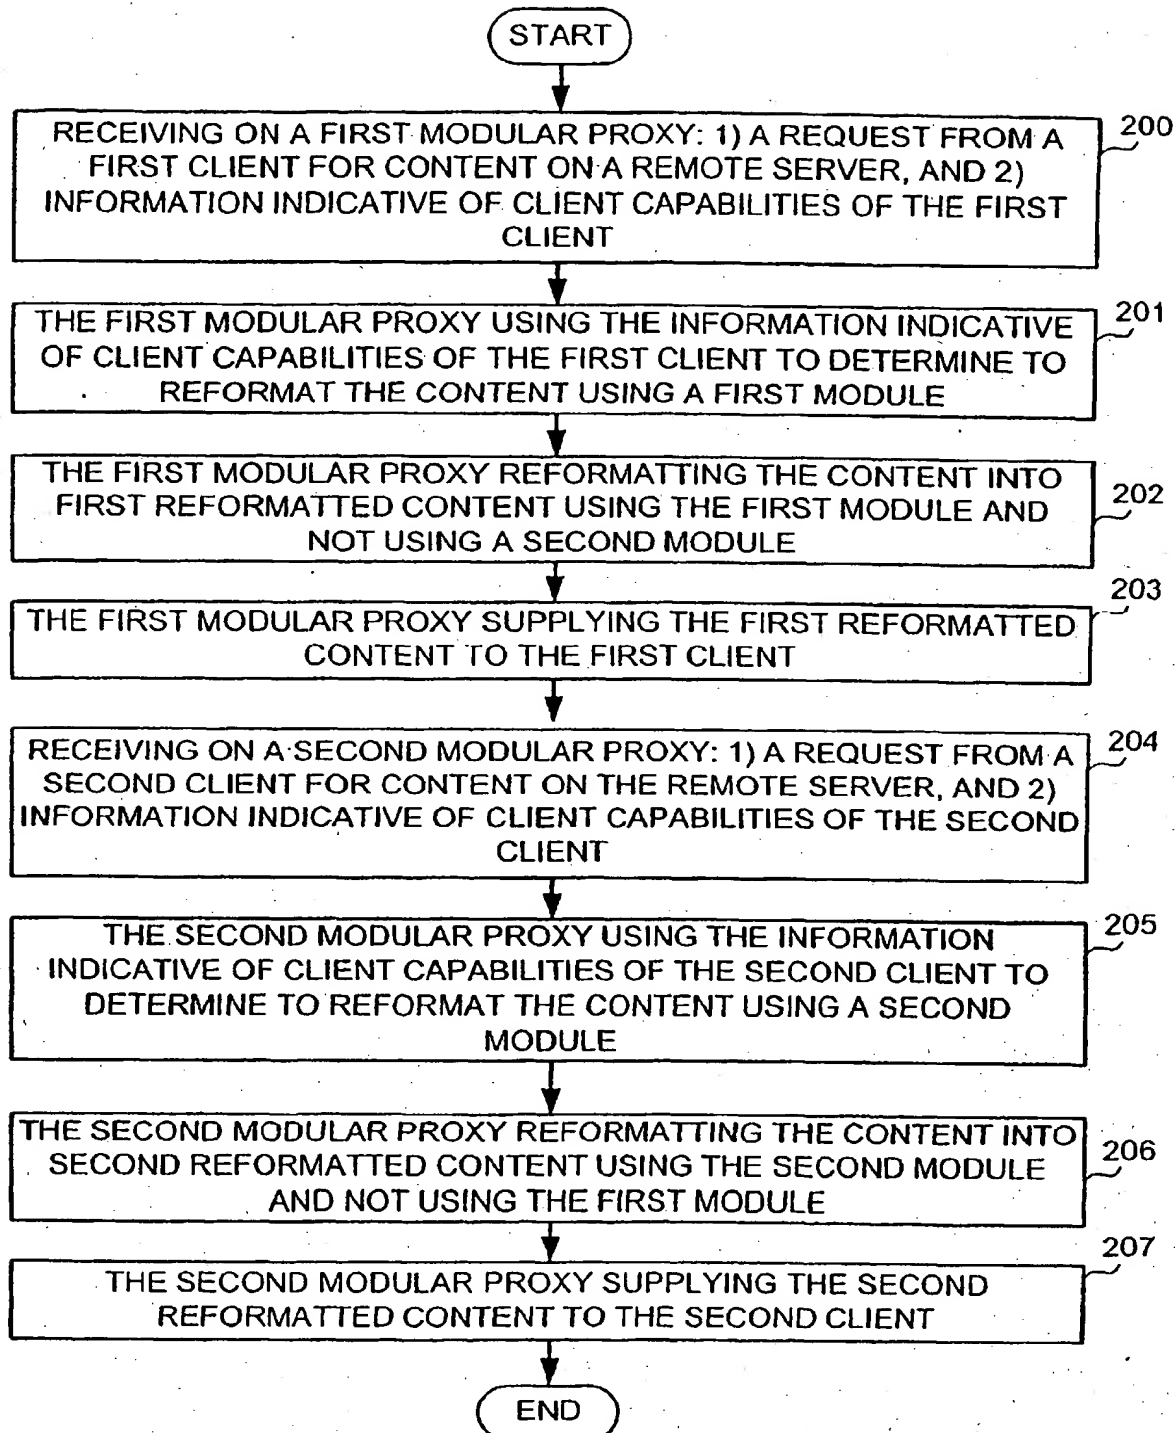 START
RECEIVING ON A FIRST MODULAR PROXY: 1) A REQUEST FROM A
FIRST CLIENT FOR CONTENT ON A REMOTE SERVER, AND 2)
INFORMATION INDICATIVE OF CLIENT CAPABILITIES OF THE FIRST
CLIENT
200
THE FIRST MODULAR PROXY USING THE INFORMATION INDICATIVE
OF CLIENT CAPABILITIES OF THE FIRST CLIENT TO DETERMINE TO
REFORMAT THE CONTENT USING A FIRST MODULE
201
THE FIRST MODULAR PROXY REFORMATTING THE CONTENT INTO
FIRST REFORMATTED CONTENT USING THE FIRST MODULE AND
NOT USING A SECOND MODULE
202
THE FIRST MODULAR PROXY SUPPLYING THE FIRST REFORMATTED
CONTENT TO THE FIRST CLIENT
203
RECEIVING ON A SECOND MODULAR PROXY: 1) A REQUEST FROM A
SECOND CLIENT FOR CONTENT ON THE REMOTE SERVER, AND 2)
INFORMATION INDICATIVE OF CLIENT CAPABILITIES OF THE SECOND
CLIENT
204
THE SECOND MODULAR PROXY USING THE INFORMATION
INDICATIVE OF CLIENT CAPABILITIES OF THE SECOND CLIENT TO
DETERMINE TO REFORMAT THE CONTENT USING A SECOND
MODULE
205
THE SECOND MODULAR PROXY REFORMATTING THE CONTENT INTO
SECOND REFORMATTED CONTENT USING THE SECOND MODULE
AND NOT USING THE FIRST MODULE
206
THE SECOND MODULAR PROXY SUPPLYING THE SECOND
REFORMATTED CONTENT TO THE SECOND CLIENT
207
END